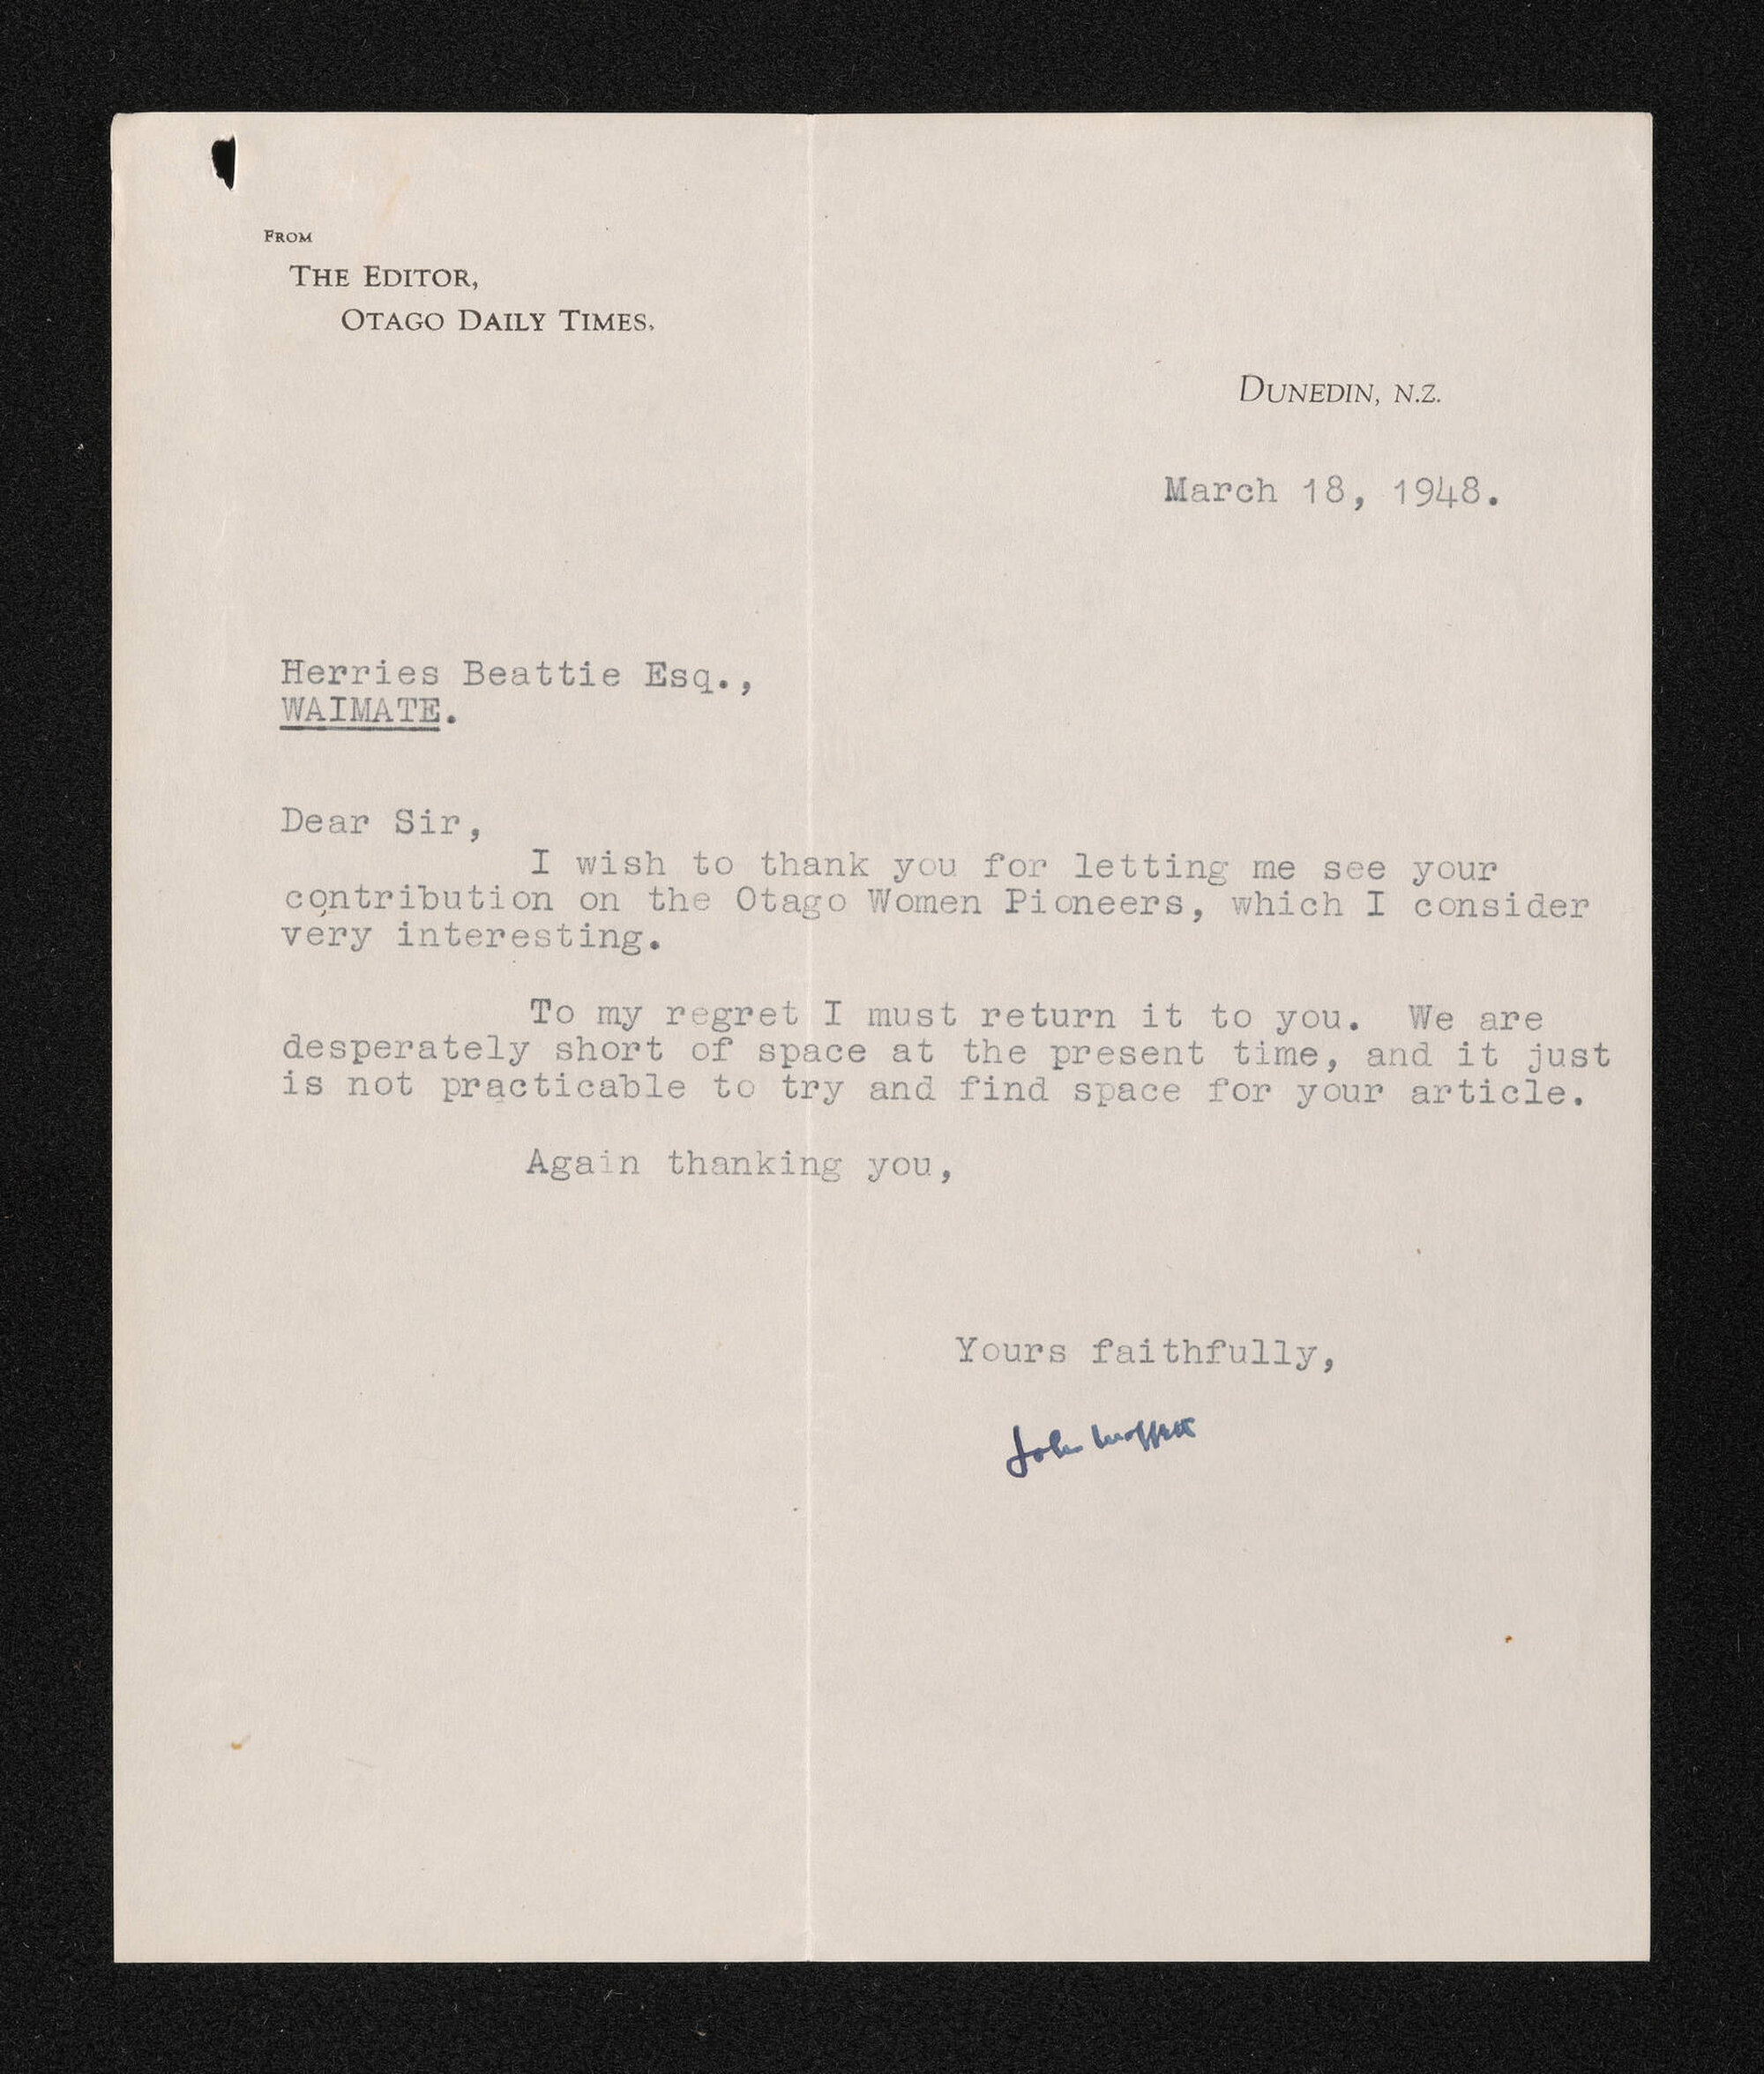 FROM
THE EDITOR,
OTAGO DAILY TIMES.
DUNEDIN, N.Z.
March 18, 1948.
Herries Beattie Esq.,
WAIMATE.
Dear Sir,
I wish to thank you for letting me see your
contribution on the Otago Women Pioneers, which I consider
very interesting.
To my regret I must return it to you. We are
desperately short of space at the present time, and it just
is not practicable to try and find space for your article.
Again thanking you,
Yours faithfully,
John Moffett